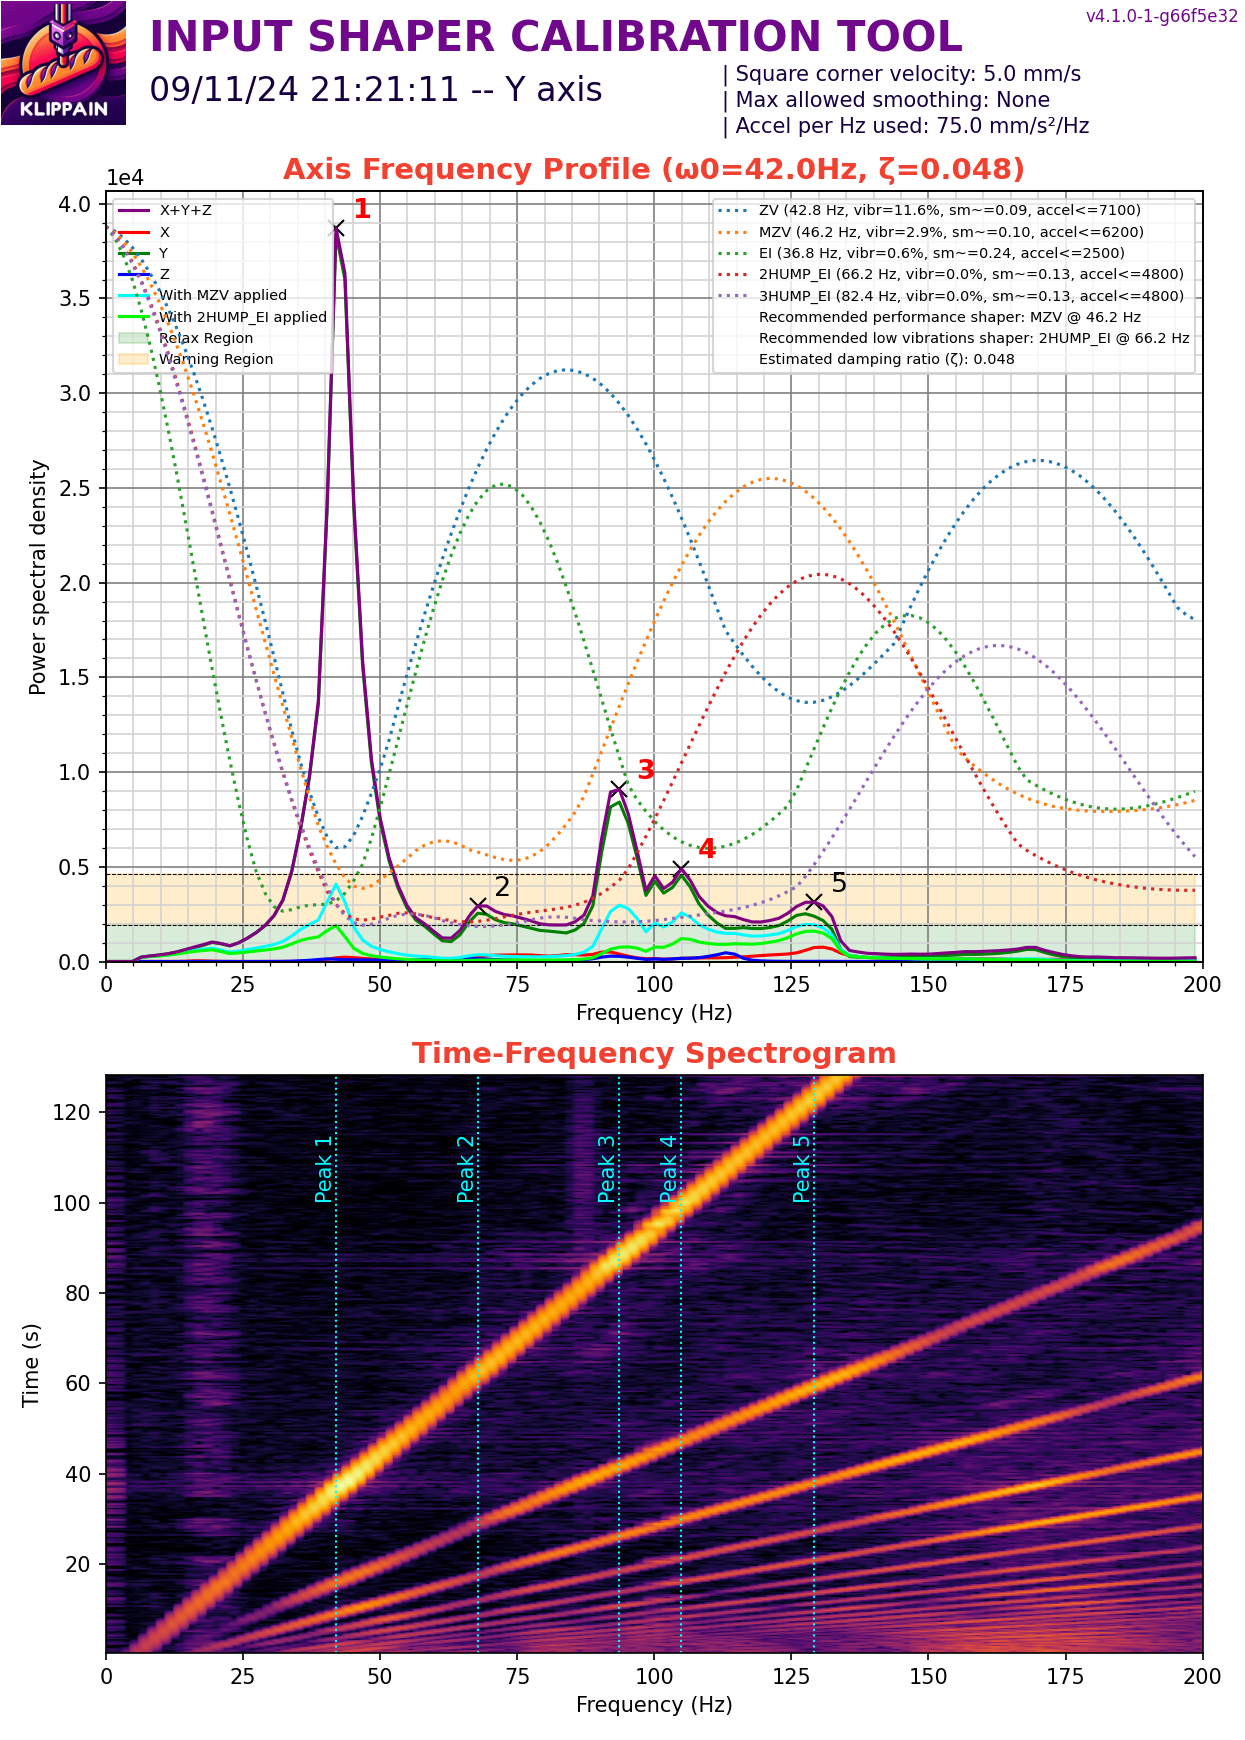 v4.1.0-1-g66f5e32
INPUT SHAPER CALIBRATION TOOL
09/11/24 21:21:11 -- Y axis
| Square corner velocity: 5.0 mm/s
| Max allowed smoothing: None
| Accel per Hz used: 75.0 mm/s²/Hz
KLIPPAIN
Axis Frequency Profile (ω0=42.0Hz, ζ=0.048)
1e4
4.0
3.5
3.0
2.5
2.0
1.5
1.0
0.5
0.0
Power spectral density
X+Y+Z
X
Y
Z
With MZV applied
With 2HUMP_EI applied
Relax Region
Warning Region
ZV (42.8 Hz, vibr=11.6%, sm~=0.09, accel<=7100)
MZV (46.2 Hz, vibr=2.9%, sm~=0.10, accel<=6200)
EI (36.8 Hz, vibr=0.6%, sm~=0.24, accel<=2500)
2HUMP_EI (66.2 Hz, vibr=0.0%, sm~=0.13, accel<=4800)
3HUMP_EI (82.4 Hz, vibr=0.0%, sm~=0.13, accel<=4800)
Recommended performance shaper: MZV @ 46.2 Hz
Recommended low vibrations shaper: 2HUMP_EI @ 66.2 Hz
Estimated damping ratio (ζ): 0.048
1
2
3
4
5
0 25 50 75 100 125 150 175 200
Frequency (Hz)
Time-Frequency Spectrogram
120
100
80
60
40
20
Time (s)
Peak 1
Peak 2
Peak 3
Peak 4
Peak 5
0 25 50 75 100 125 150 175 200
Frequency (Hz)